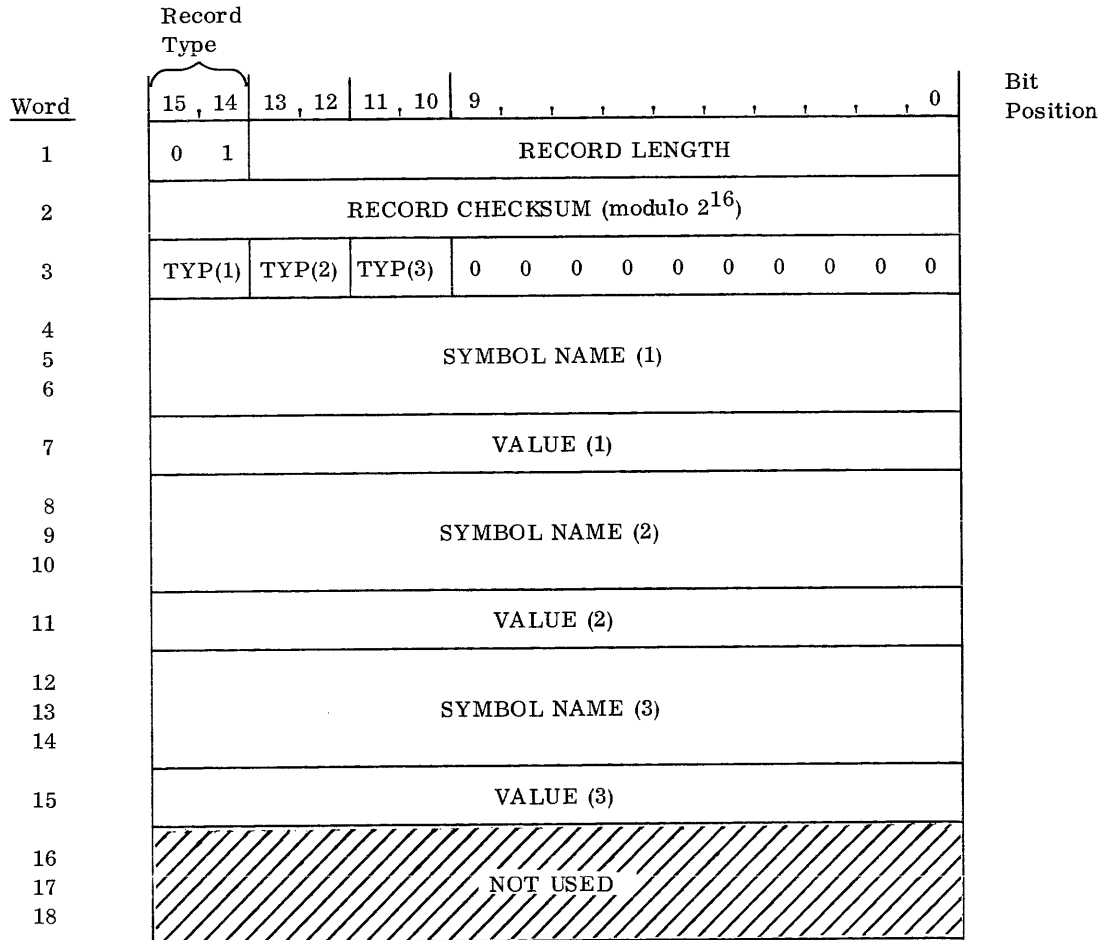 Record
Type
Word 15 , 14 13 , 12 11 , 10 9 , , , , , , , , , 0 Bit
Position
1 0 1 RECORD LENGTH
2 RECORD CHECKSUM (modulo 2^16)
3 TYP(1) TYP(2) TYP(3) 0 0 0 0 0 0 0 0 0 0
4
5 SYMBOL NAME (1)
6
7 VALUE (1)
8
9 SYMBOL NAME (2)
10
11 VALUE (2)
12
13 SYMBOL NAME (3)
14
15 VALUE (3)
16
17 NOT USED
18